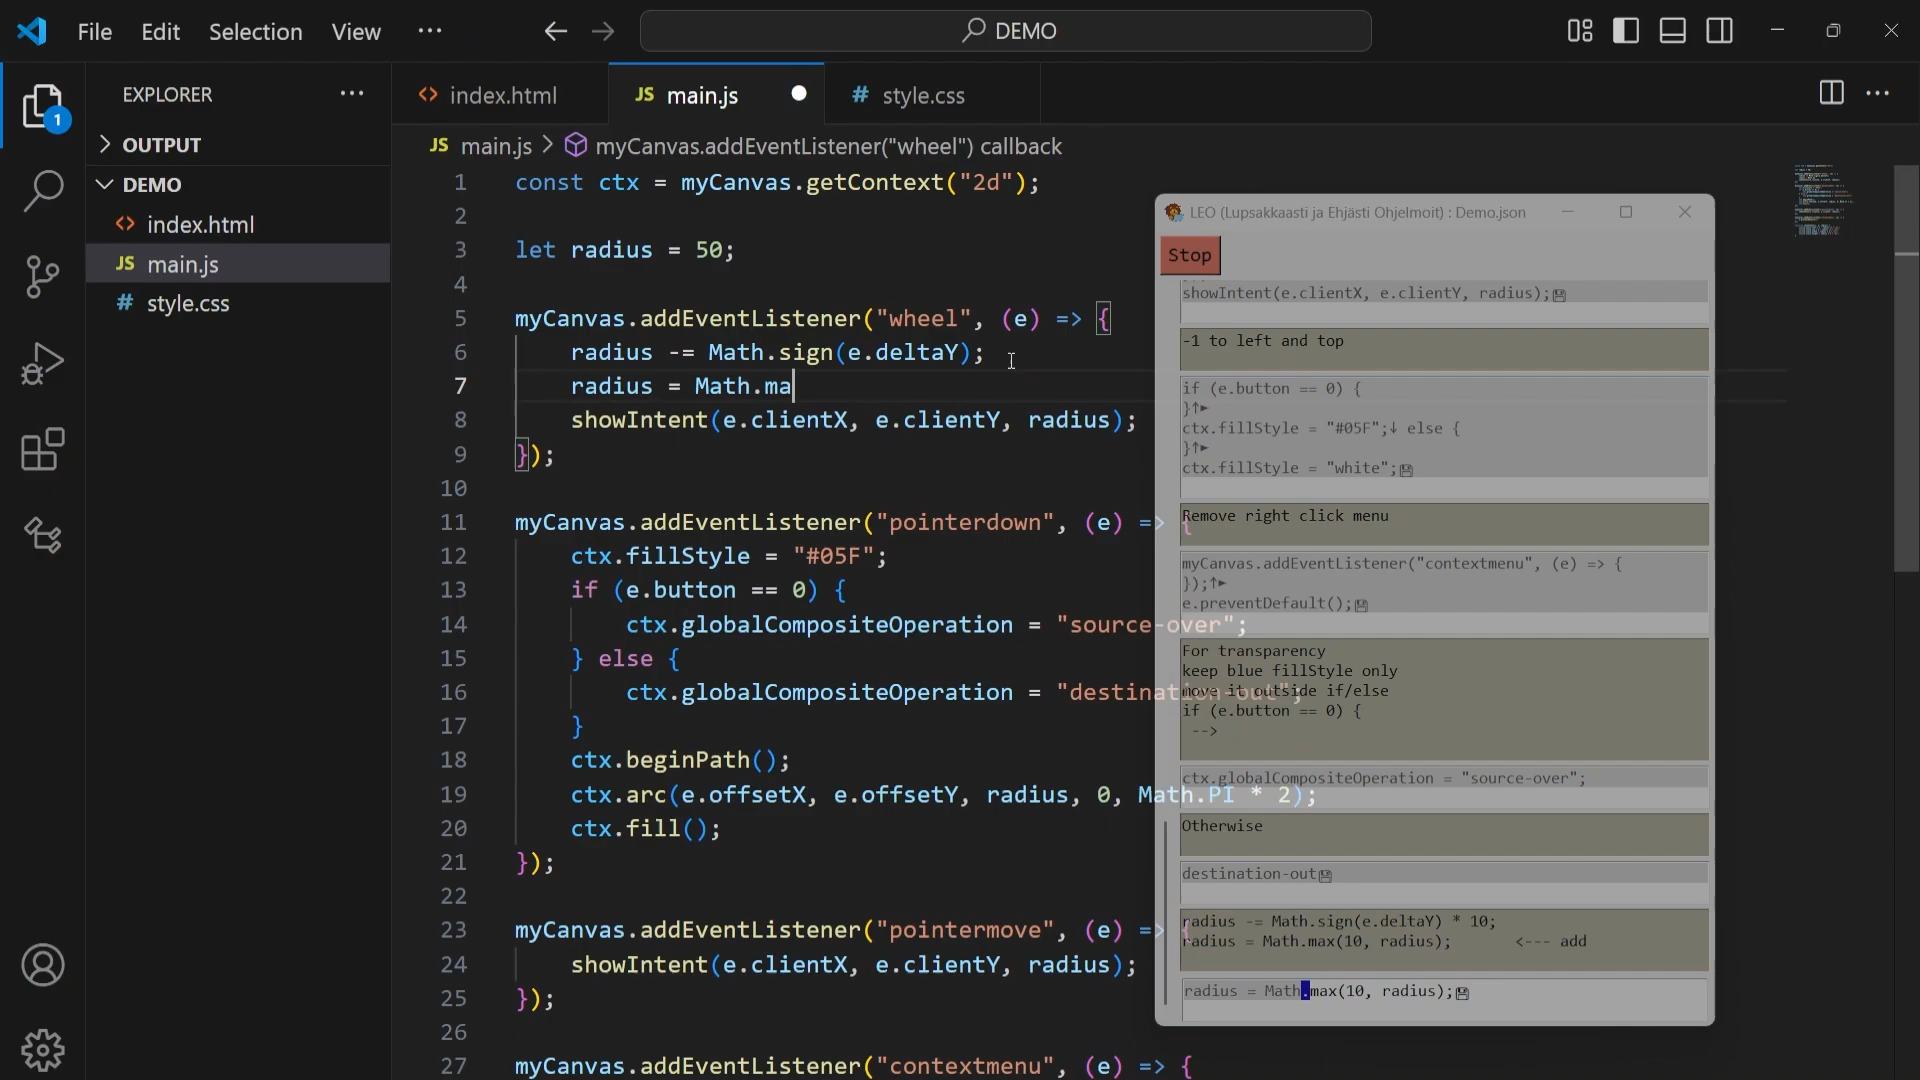 File Edit Selection View ··· DEMO
EXPLORER ···
index.html
JS main.js
# style.css
1
OUTPUT
DEMO
index.html
JS main.js
# style.css
JS main.js > myCanvas.addEventListener("wheel") callback
1 const ctx = myCanvas.getContext("2d");
2
3 let radius = 50;
4
5 myCanvas.addEventListener("wheel", (e) => {
6 radius -= Math.sign(e.deltaY);
7 radius = Math.ma
8 showIntent(e.clientX, e.clientY, radius);
9 });
10
11 myCanvas.addEventListener("pointerdown", (e) => {
12 ctx.fillStyle = "#05F";
13 if (e.button == 0) {
14 ctx.globalCompositeOperation = "source-over";
15 } else {
16 ctx.globalCompositeOperation = "destination-out";
17 }
18 ctx.beginPath();
19 ctx.arc(e.offsetX, e.offsetY, radius, 0, Math.PI * 2);
20 ctx.fill();
21 });
22
23 myCanvas.addEventListener("pointermove", (e) => {
24 showIntent(e.clientX, e.clientY, radius);
25 });
26
27 myCanvas.addEventListener("contextmenu", (e) => {
LEO (Lupsakkaasti ja Ehjästi Ohjelmoit) : Demo.json
Stop
showIntent(e.clientX, e.clientY, radius);💾
-1 to left and top
if (e.button == 0) {
}↑►
ctx.fillStyle = "#05F";↓ else {
}↑►
ctx.fillStyle = "white";💾
Remove right click menu
myCanvas.addEventListener("contextmenu", (e) => {
});↑►
e.preventDefault();💾
For transparency
keep blue fillStyle only
move it outside if/else
if (e.button == 0) {
-->
ctx.globalCompositeOperation = "source-over";
Otherwise
destination-out💾
radius -= Math.sign(e.deltaY) * 10;
radius = Math.max(10, radius); <--- add
radius = Math.max(10, radius);💾